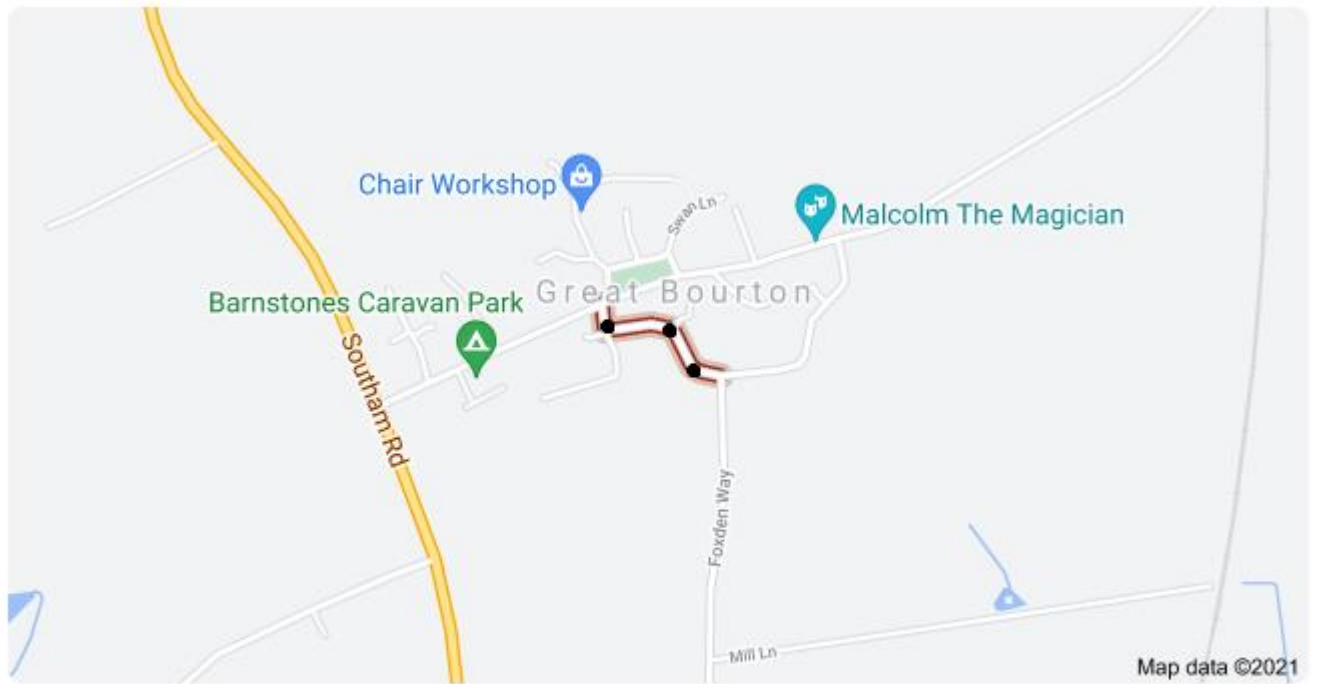 Chair Workshop
Swan Ln
Malcolm The Magician
Great Bourton
Barnstones Caravan Park
Southam Rd
Foxden Way
Mill Ln
Map data ©2021